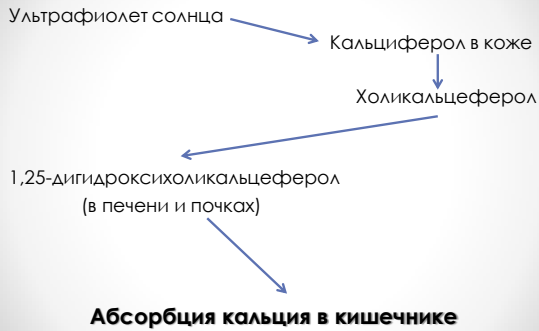 Ультрафиолет солнца
Кальциферол в коже
Холикальцеферол
1,25-дигидроксихоликальцеферол
(в печени и почках)
Абсорбция кальция в кишечнике